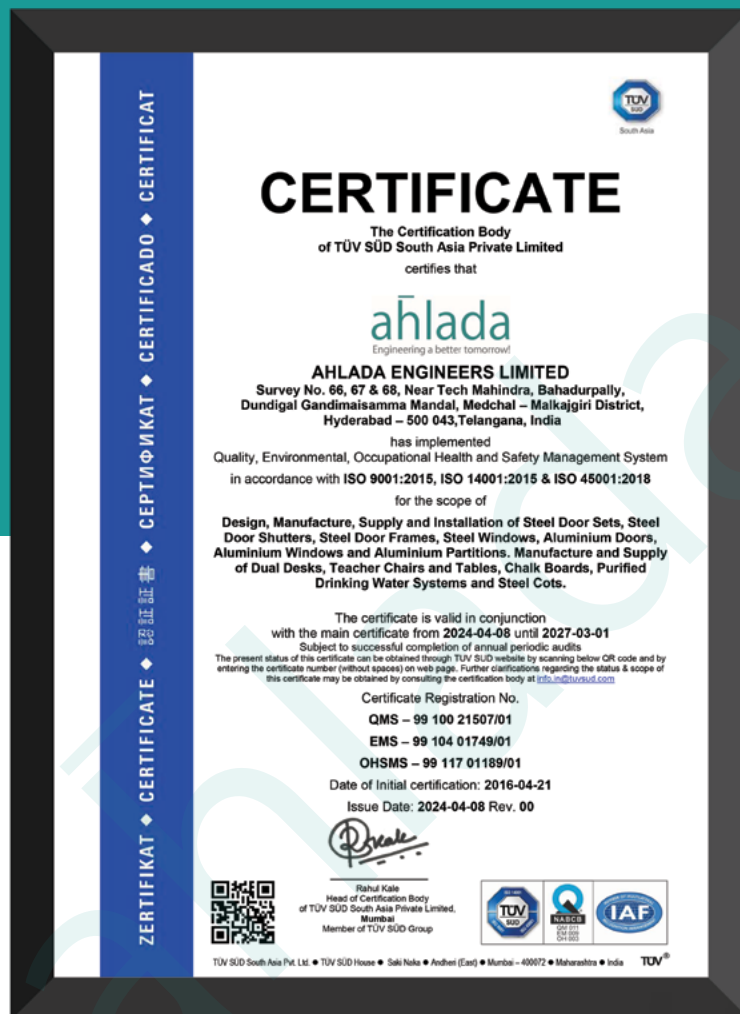 ZERTIFIKAT ◆ CERTIFICATE ◆ 認証証書 ◆ СЕРТИФИКАТ ◆ CERTIFICADO ◆ CERTIFICAT
TÜV
SÜD
South Asia
CERTIFICATE
The Certification Body
of TÜV SÜD South Asia Private Limited
certifies that
ahlada
Engineering a better tomorrow!
AHLADA ENGINEERS LIMITED
Survey No. 66, 67 & 68, Near Tech Mahindra, Bahadurpally,
Dundigal Gandimaisamma Mandal, Medchal – Malkajgiri District,
Hyderabad – 500 043,Telangana, India
has implemented
Quality, Environmental, Occupational Health and Safety Management System
in accordance with ISO 9001:2015, ISO 14001:2015 & ISO 45001:2018
for the scope of
Design, Manufacture, Supply and Installation of Steel Door Sets, Steel
Door Shutters, Steel Door Frames, Steel Windows, Aluminium Doors,
Aluminium Windows and Aluminium Partitions. Manufacture and Supply
of Dual Desks, Teacher Chairs and Tables, Chalk Boards, Purified
Drinking Water Systems and Steel Cots.
The certificate is valid in conjunction
with the main certificate from 2024-04-08 until 2027-03-01
Subject to successful completion of annual periodic audits
The present status of this certificate can be obtained through TUV SUD website by scanning below QR code and by
entering the certificate number (without spaces) on web page. Further clarifications regarding the status & scope of
this certificate may be obtained by consulting the certification body at info.in@tuvsud.com
Certificate Registration No.
QMS – 99 100 21507/01
EMS – 99 104 01749/01
OHSMS – 99 117 01189/01
Date of Initial certification: 2016-04-21
Issue Date: 2024-04-08 Rev. 00
Rahul Kale
Head of Certification Body
of TÜV SÜD South Asia Private Limited,
Mumbai
Member of TÜV SÜD Group
TÜV
SÜD
NABCB
QM 011
EM 009
OH 003
IAF
TÜV SÜD South Asia Pvt. Ltd. ● TÜV SÜD House ● Saki Naka ● Andheri (East) ● Mumbai – 400072 ● Maharashtra ● India TÜV®
ahlada